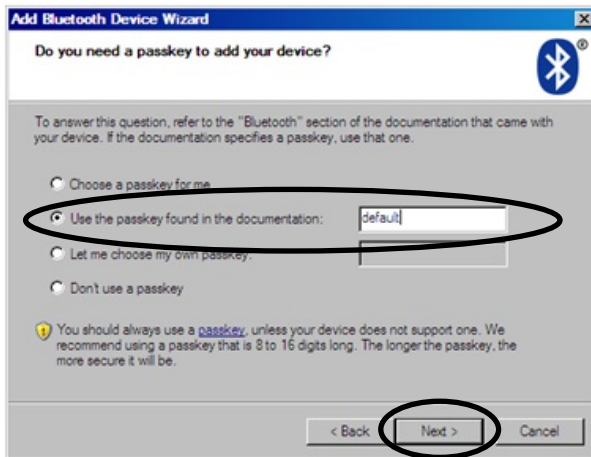 Add Bluetooth Device Wizard
Do you need a passkey to add your device?
®
To answer this question, refer to the "Bluetooth" section of the documentation that came with
your device. If the documentation specifies a passkey, use that one.
Choose a passkey for me
Use the passkey found in the documentation: default
Let me choose my own passkey:
Don't use a passkey
You should always use a passkey, unless your device does not support one. We
recommend using a passkey that is 8 to 16 digits long. The longer the passkey, the
more secure it will be.
< Back Next > Cancel